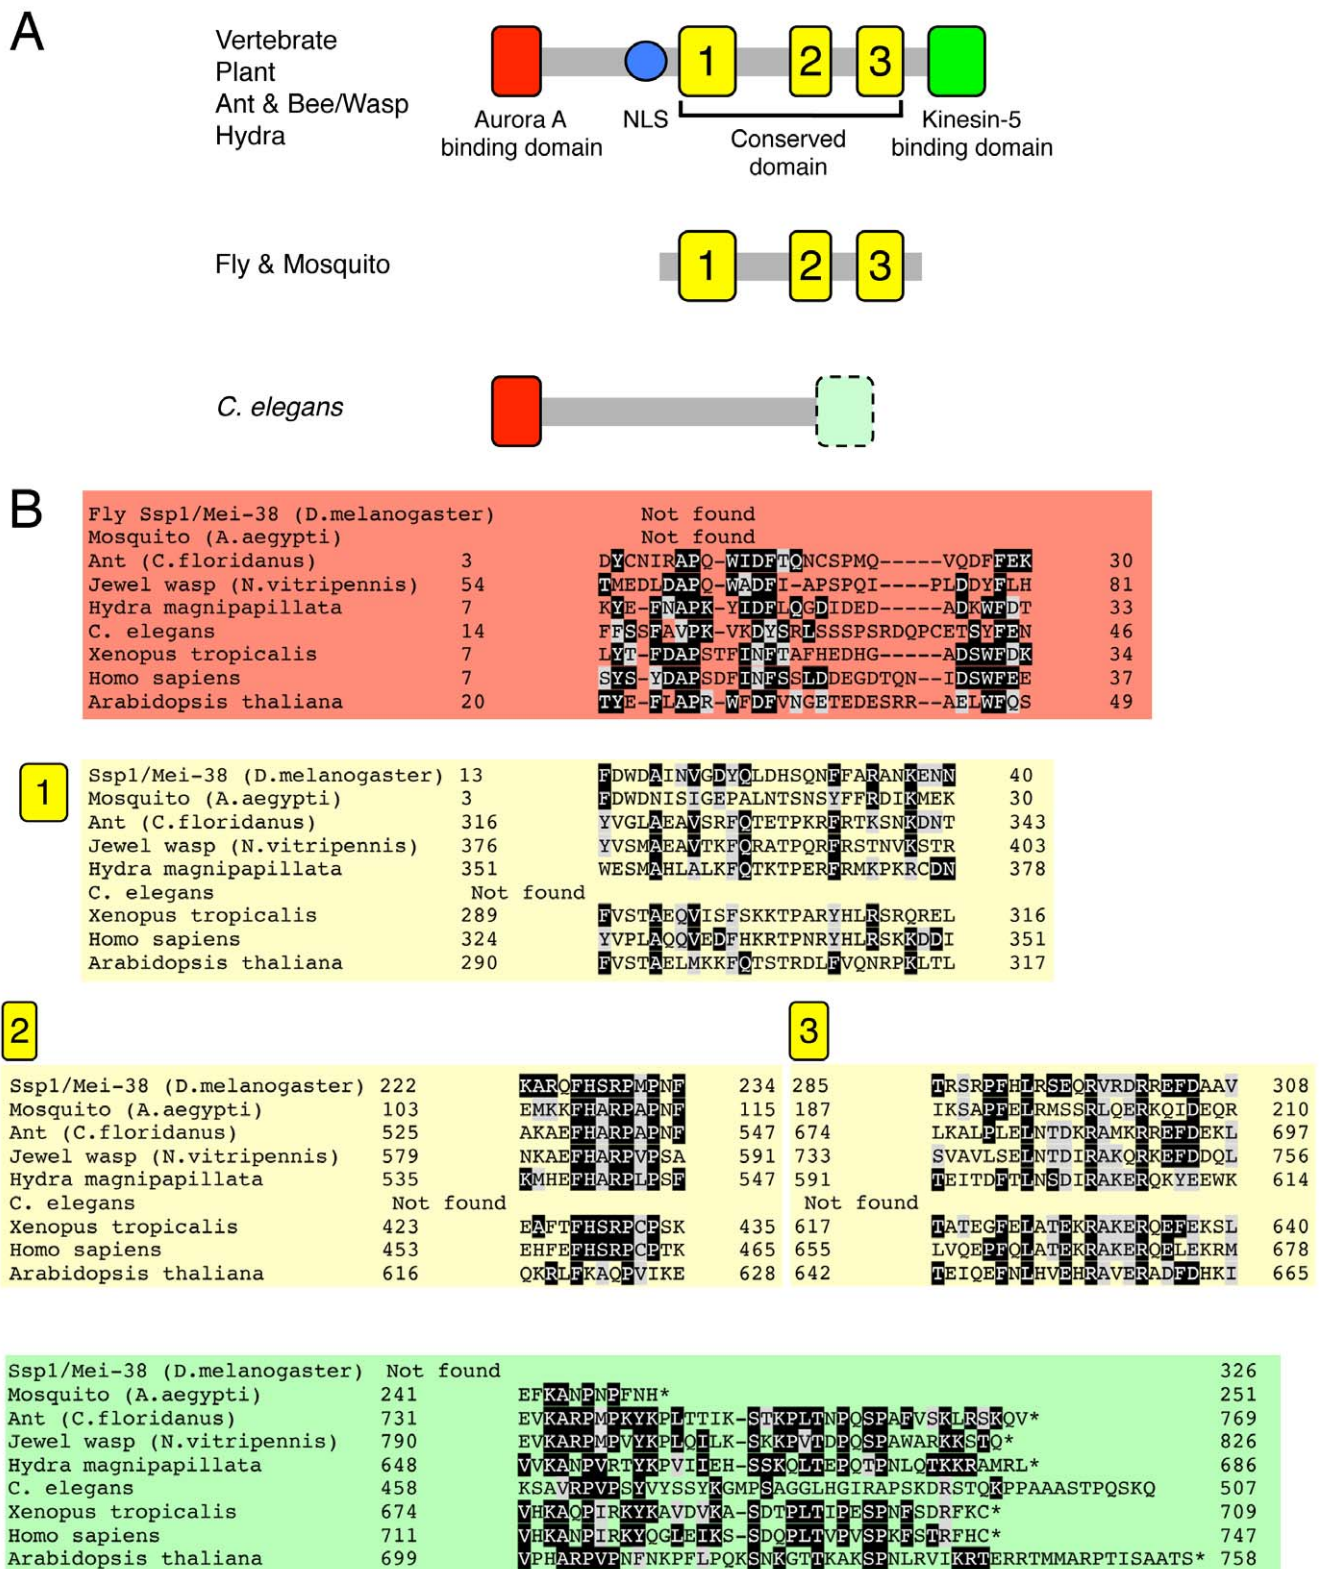 A
Vertebrate
Plant
Ant & Bee/Wasp
Hydra
1 2 3
Aurora A
binding domain
NLS
Conserved
domain
Kinesin-5
binding domain
Fly & Mosquito
1 2 3
C. elegans
B
Fly Ssp1/Mei-38 (D.melanogaster) Not found
Mosquito (A.aegypti) Not found
Ant (C.floridanus) 3 DYCNIRAPQ-WIDFTQNCSPMQ-----VQDFFEK 30
Jewel wasp (N.vitripennis) 54 TMEDLDAPQ-WADFI-APSPQI----PLDDYFLH 81
Hydra magnipapillata 7 KYE-FNAPK-YIDFLQGDIDED-----ADKWFDT 33
C. elegans 14 FFSSFAVPK-VKDYSRLSSSPSRDQPCETSYFEN 46
Xenopus tropicalis 7 LYT-FDAPSTFINFTAFHEDHG-----ADSWFDK 34
Homo sapiens 7 SYS-YDAPSDFINFSSLDDEGDTQN--IDSWFEE 37
Arabidopsis thaliana 20 TYE-FLAPR-WFDFVNGETEDESRR--AELWFQS 49
1
Ssp1/Mei-38 (D.melanogaster) 13 FDWDAINVGDYQLDHSQNFFARANKENN 40
Mosquito (A.aegypti) 3 FDWDNISIGEPALNTSNSYFFRDIKMEK 30
Ant (C.floridanus) 316 YVGLAEAVSRFQTETPKRFRTKSNKDNT 343
Jewel wasp (N.vitripennis) 376 YVSMAEAVTKFQRATPQRFRSTNVKSTR 403
Hydra magnipapillata 351 WESMAHLALKFQTKTPERFRMKPKRCDN 378
C. elegans Not found
Xenopus tropicalis 289 FVSTAEQVISFSKKTPARYHLRSRQREL 316
Homo sapiens 324 YVPLAQQVEDFHKRTPNRYHLRSKKDDI 351
Arabidopsis thaliana 290 FVSTAELMKKFQTSTRDLFVQNRPKLTL 317
2 3
Ssp1/Mei-38 (D.melanogaster) 222 KARQFHSRPMPNF 234 285 TRSRPFHLRSEQRVRDRREFDAAV 308
Mosquito (A.aegypti) 103 EMKKFHARPAPNF 115 187 IKSAPFELRMSSRLQERKQIDEQR 210
Ant (C.floridanus) 525 AKAEFHARPAPNF 547 674 LKALPLELNTDKRAMKRREFDEKL 697
Jewel wasp (N.vitripennis) 579 NKAEFHARPVPSA 591 733 SVAVLSELNTDIRAKQRKEFDDQL 756
Hydra magnipapillata 535 KMHEFHARPLPSF 547 591 TEITDFTLNSDIRAKERQKYEEWK 614
C. elegans Not found Not found
Xenopus tropicalis 423 EAFTFHSRPCPSK 435 617 TATEGFELATEKRAKERQEFEKSL 640
Homo sapiens 453 EHFEFHSRPCPTK 465 655 LVQEPFQLATEKRAKERQELEKRM 678
Arabidopsis thaliana 616 QKRLFKAQPVIKE 628 642 TEIQEFNLHVEHRAVERADFDHKI 665
Ssp1/Mei-38 (D.melanogaster) Not found 326
Mosquito (A.aegypti) 241 EFKANPNPFNH* 251
Ant (C.floridanus) 731 EVKARPMPKYKPLTTIK-STKPLTNPQSPAFVSKLRSKQV* 769
Jewel wasp (N.vitripennis) 790 EVKARPMPVYKPLQILK-SKKPVTDPQSPAWARKKSTQ* 826
Hydra magnipapillata 648 VVKANPVRTYKPVIIEH-SSKQLTEPQTPNLQTKKRAMRL* 686
C. elegans 458 KSAVRPVPSYVYSSYKGMPSAGGLHGIRAPSKDRSTQKPPAAASTPQSKQ 507
Xenopus tropicalis 674 VHKAQPIRKYKAVDVKA-SDTPLTIPESPNFSDRFKC* 709
Homo sapiens 711 VHKANPIRKYQGLEIKS-SDQPLTVPVSPKFSTRFHC* 747
Arabidopsis thaliana 699 VPHARPVPNFNKPFLPQKSNKGTTKAKSPNLRVIKRTERRTMMARPTISAATS* 758